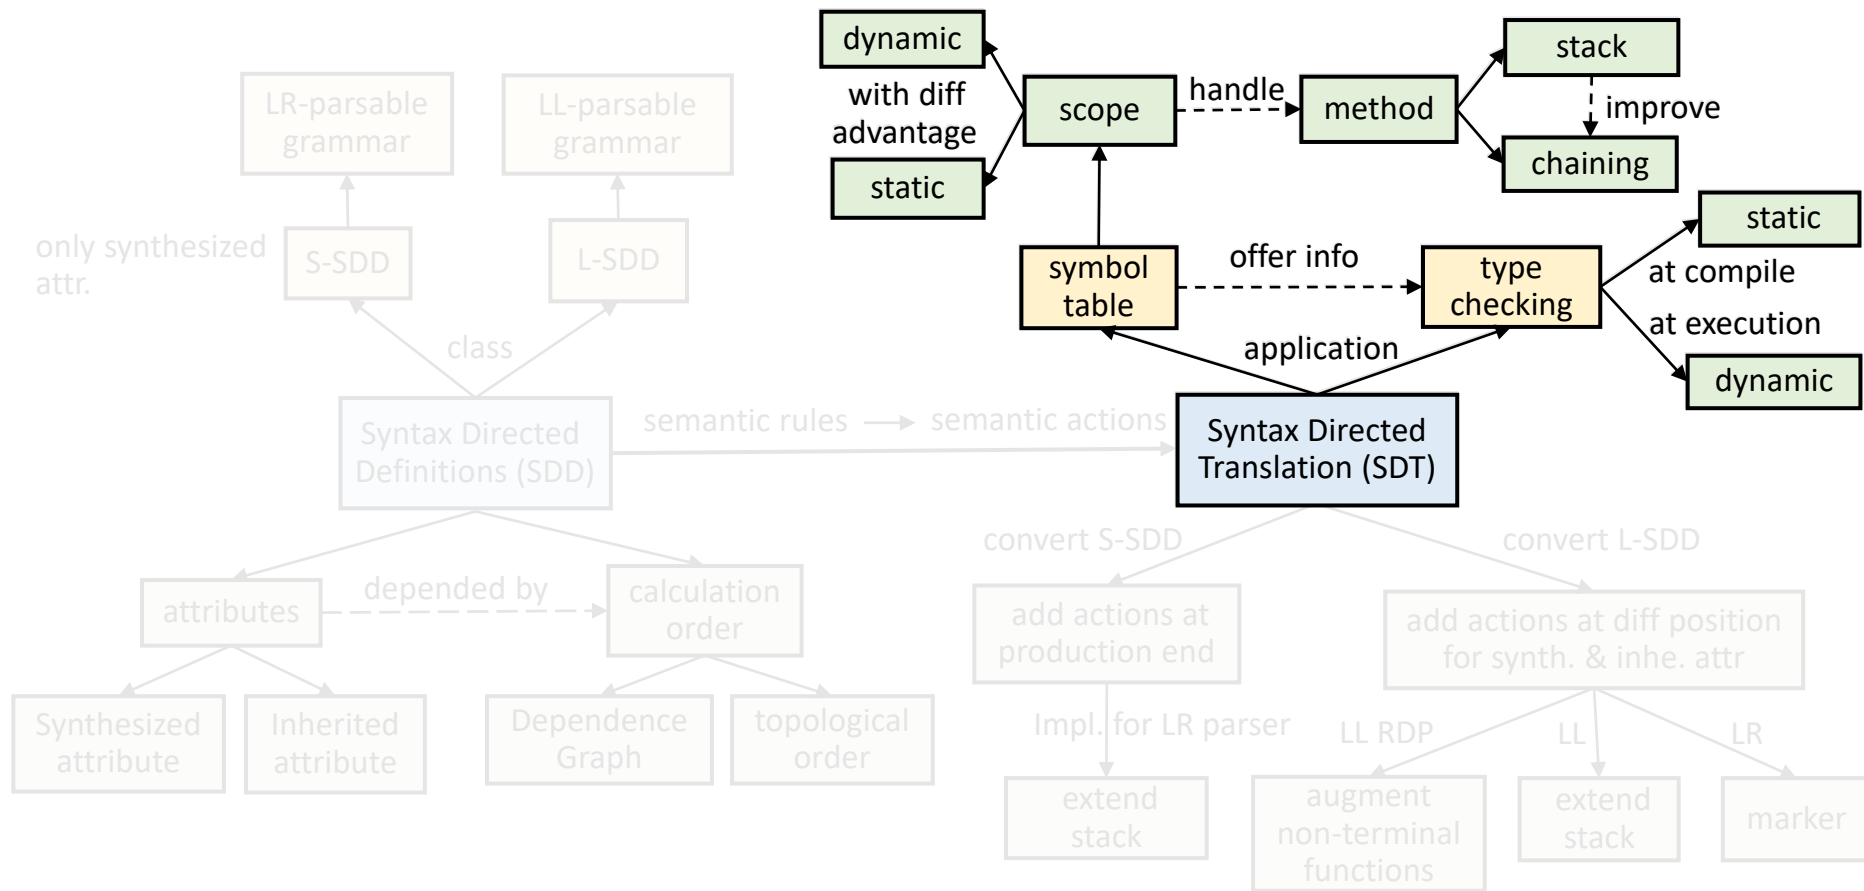 dynamic
with diff
advantage
static
scope
handle
method
stack
improve
chaining
LR-parsable
grammar
LL-parsable
grammar
only synthesized
attr.
S-SDD
L-SDD
class
symbol
table
offer info
type
checking
static
at compile
at execution
dynamic
application
Syntax Directed
Definitions (SDD)
semantic rules
semantic actions
Syntax Directed
Translation (SDT)
attributes
depended by
calculation
order
Synthesized
attribute
Inherited
attribute
Dependence
Graph
topological
order
convert S-SDD
convert L-SDD
add actions at
production end
add actions at diff position
for synth. & inhe. attr
Impl. for LR parser
LL RDP
LL
LR
extend
stack
augment
non-terminal
functions
extend
stack
marker